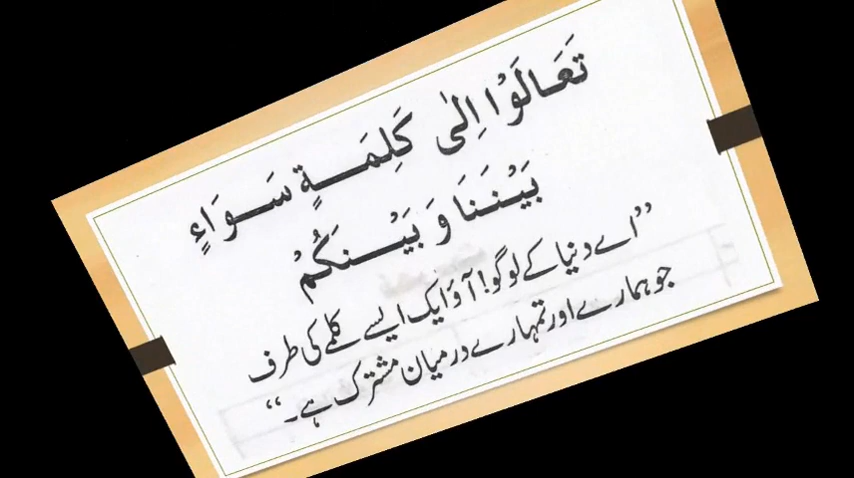 تَعَالَوْا اِلٰى كَلِمَةٍ سَوَاءٍ
بَيْنَنَا وَ بَيْنَكُمْ
”اے دنیا کے لوگو! آؤ ایک ایسے کلمے کی طرف
جو ہمارے اور تمہارے درمیان مشترک ہے۔“